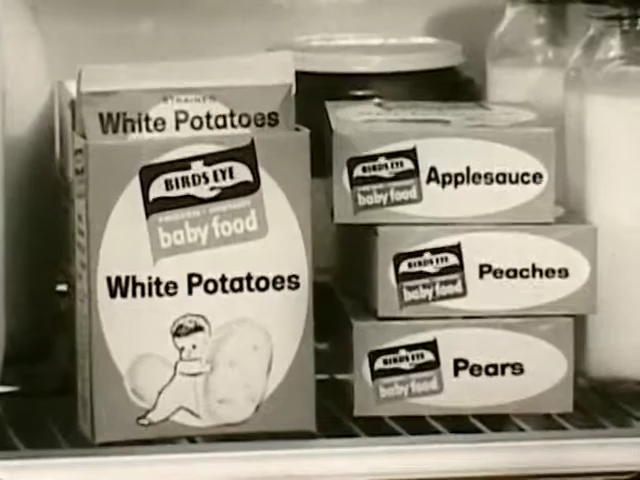 STRAINED
White Potatoes
BIRDS EYE
baby food
White Potatoes
BIRDS EYE
baby food
Applesauce
BIRDS EYE
baby food
Peaches
BIRDS EYE
baby food
Pears